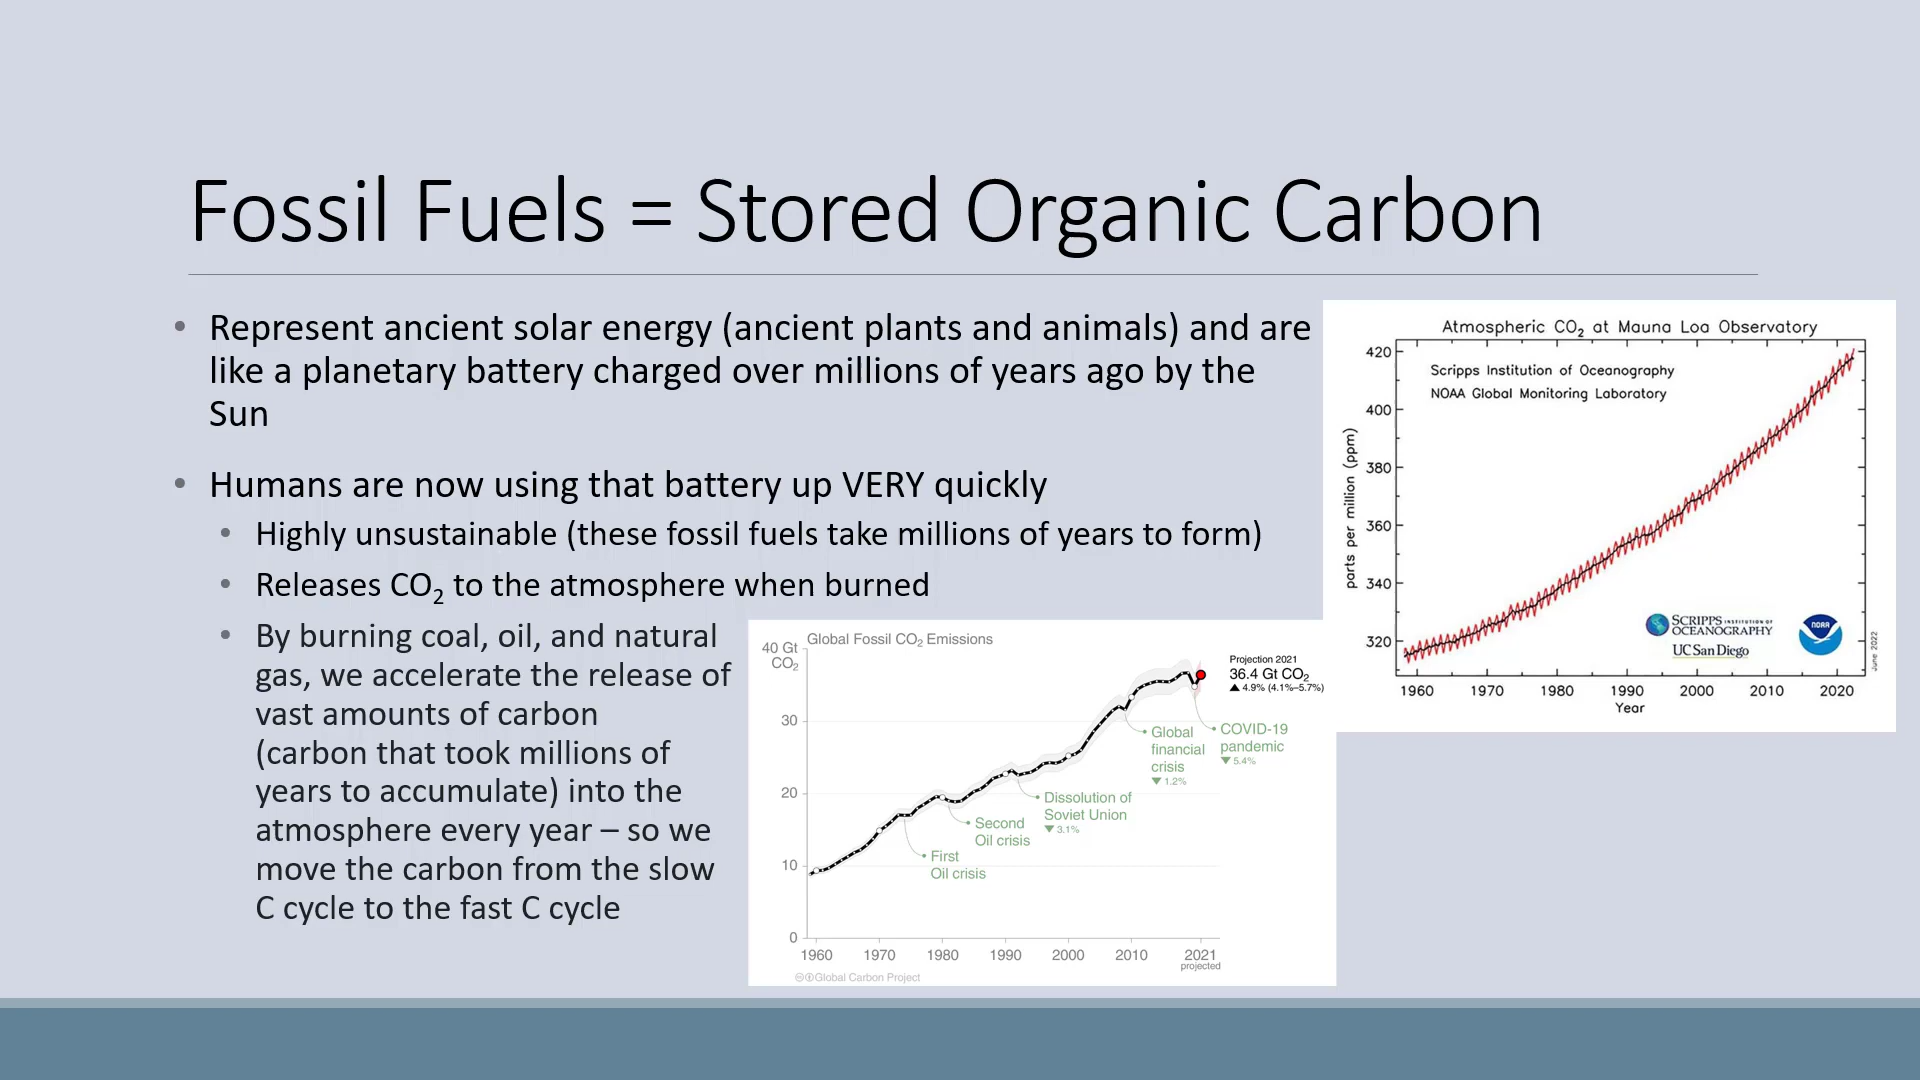 Fossil Fuels = Stored Organic Carbon
• Represent ancient solar energy (ancient plants and animals) and are
like a planetary battery charged over millions of years ago by the
Sun
• Humans are now using that battery up VERY quickly
• Highly unsustainable (these fossil fuels take millions of years to form)
• Releases CO₂ to the atmosphere when burned
• By burning coal, oil, and natural
gas, we accelerate the release of
vast amounts of carbon
(carbon that took millions of
years to accumulate) into the
atmosphere every year – so we
move the carbon from the slow
C cycle to the fast C cycle
Global Fossil CO₂ Emissions
40 Gt
CO₂
30
20
10
0
1960 1970 1980 1990 2000 2010 2021
projected
Projection 2021
36.4 Gt CO₂
▲ 4.9% (4.1%–5.7%)
COVID-19
pandemic
▼ 5.4%
Global
financial
crisis
▼ 1.2%
Dissolution of
Soviet Union
▼ 3.1%
Second
Oil crisis
First
Oil crisis
Global Carbon Project
Atmospheric CO₂ at Mauna Loa Observatory
Scripps Institution of Oceanography
NOAA Global Monitoring Laboratory
parts per million (ppm)
420
400
380
360
340
320
1960 1970 1980 1990 2000 2010 2020
Year
SCRIPPS INSTITUTION OF
OCEANOGRAPHY
UC San Diego
NOAA
June 2022